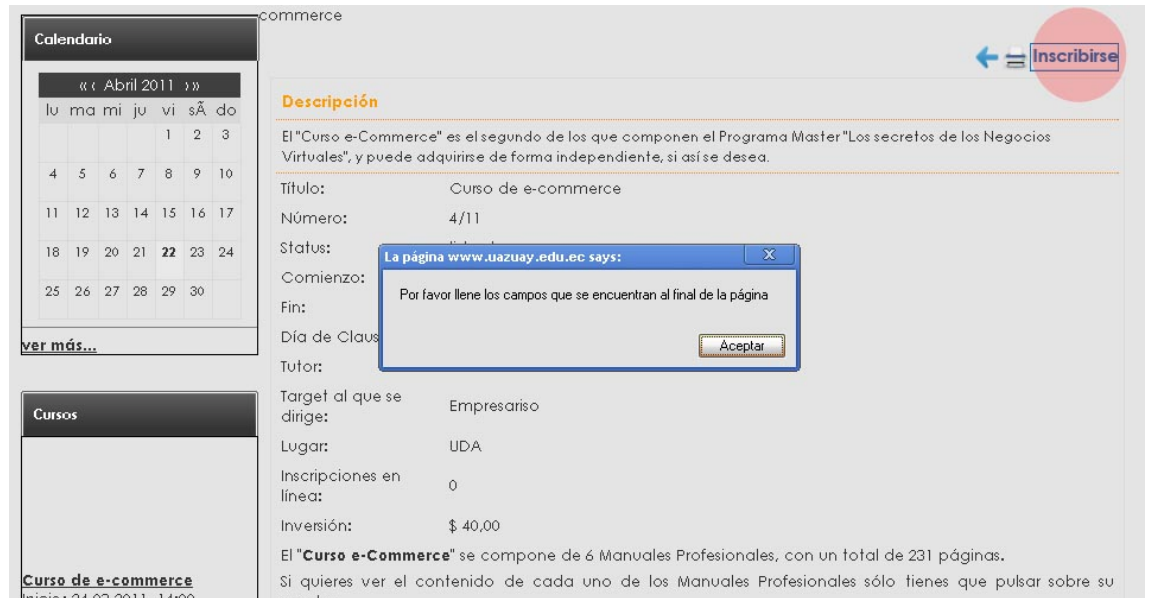 commerce
Calendario
«‹ Abril 2011 ›»
lu ma mi ju vi sÃ do
1 2 3
4 5 6 7 8 9 10
11 12 13 14 15 16 17
18 19 20 21 22 23 24
25 26 27 28 29 30
ver más...
Cursos
Curso de e-commerce
Inscribirse
Descripción
El "Curso e-Commerce" es el segundo de los que componen el Programa Master "Los secretos de los Negocios
Virtuales", y puede adquirirse de forma independiente, si así se desea.
Título: Curso de e-commerce
Número: 4/11
Status:
Comienzo:
Fin:
Día de Claus
Tutor:
La página www.uazuay.edu.ec says:
X
Por favor llene los campos que se encuentran al final de la página
Aceptar
Target al que se
dirige: Empresariso
Lugar: UDA
Inscripciones en
línea: 0
Inversión: $ 40,00
El "Curso e-Commerce" se compone de 6 Manuales Profesionales, con un total de 231 páginas.
Si quieres ver el contenido de cada uno de los Manuales Profesionales sólo tienes que pulsar sobre su